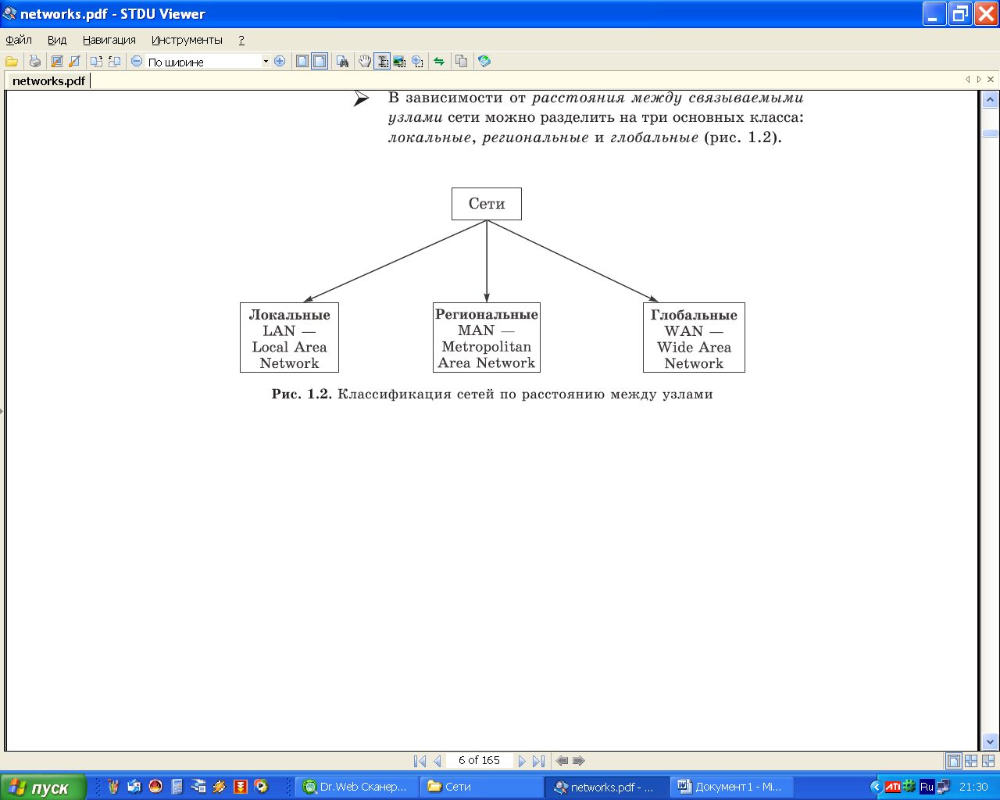 networks.pdf - STDU Viewer
Файл Вид Навигация Инструменты ?
По ширине
networks.pdf
В зависимости от расстояния между связываемыми
узлами сети можно разделить на три основных класса:
локальные, региональные и глобальные (рис. 1.2).
Сети
Локальные
LAN —
Local Area
Network
Региональные
MAN —
Metropolitan
Area Network
Глобальные
WAN —
Wide Area
Network
Рис. 1.2. Классификация сетей по расстоянию между узлами
6 of 165
пуск
Dr.Web Сканер...
Сети
networks.pdf - ...
Документ1 - Mi...
ATi
Ru
21:30